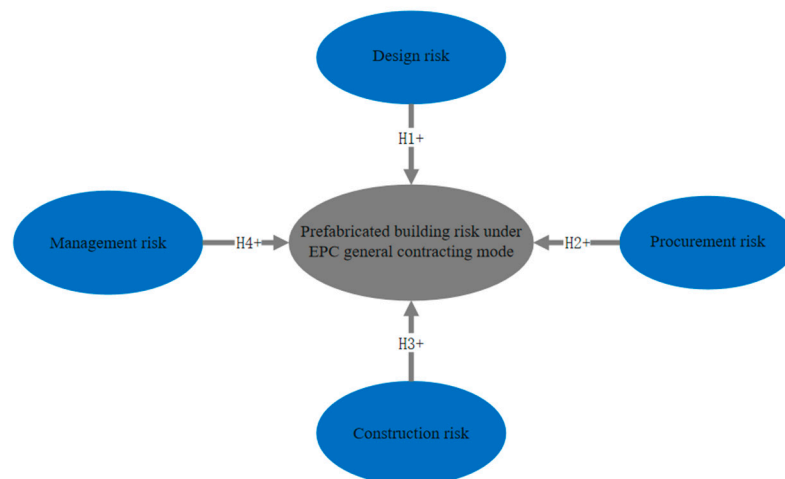 Design risk
H1+
Management risk
H4+
Prefabricated building risk under
EPC general contracting mode
H2+
Procurement risk
H3+
Construction risk